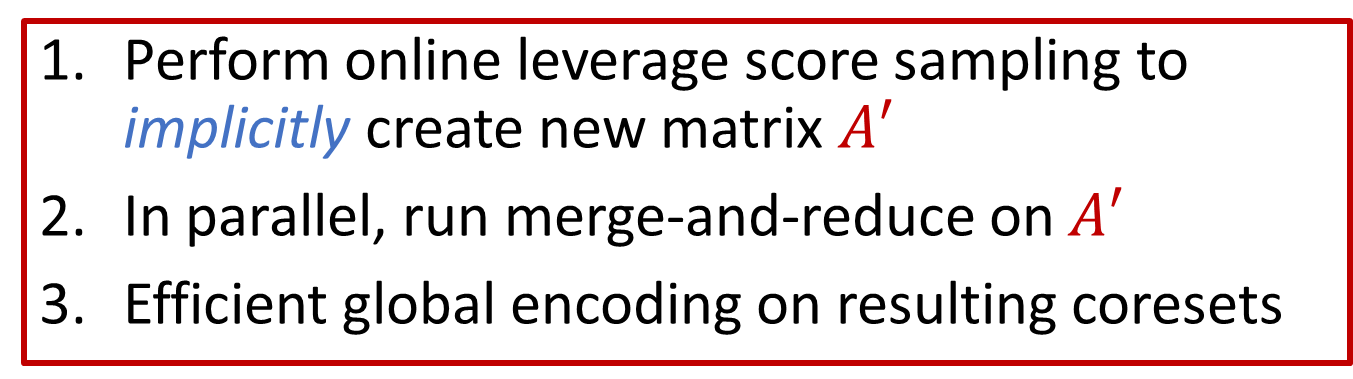 1. Perform online leverage score sampling to
implicitly create new matrix A′
2. In parallel, run merge-and-reduce on A′
3. Efficient global encoding on resulting coresets